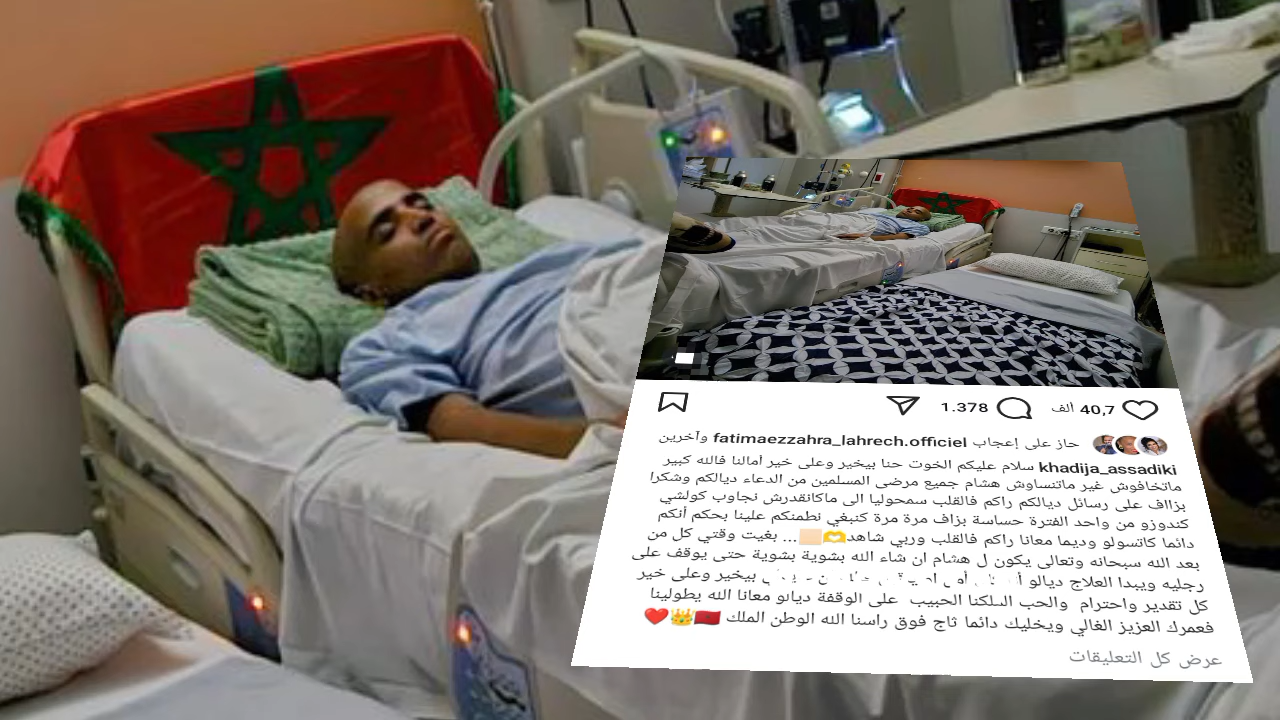 40,7 ألف 1.378
حاز على إعجاب fatimaezzahra_lahrech.officiel وآخرين
khadija_assadiki سلام عليكم الخوت حنا بيخير وعلى خير أمالنا فالله كبير
ماتخافوش غير ماتنساوش هشام جميع مرضى المسلمين من الدعاء ديالكم وشكرا
بزااف على رسائل ديالكم راكم فالقلب سمحوليا الى ماكانقدرش نجاوب كولشي
كندوزو من واحد الفترة حساسة بزاف مرة مرة كنبغي نطمنكم علينا بحكم أنكم
دائما كاتسولو وديما معانا راكم فالقلب وربي شاهد🫶🏻... بغيت وقتي كل من
بعد الله سبحانه وتعالى يكون ل هشام ان شاء الله بشوية بشوية حتى يوقف على
رجليه ويبدا العلاج ديالو بيخير وعلى خير
كل تقدير واحترام والحب الملكنا الحبيب على الوقفة ديالو معانا الله يطولينا
فعمرك العزيز الغالي ويخليك دائما تاج فوق راسنا الله الوطن الملك 🇲🇦👑❤️
عرض كل التعليقات